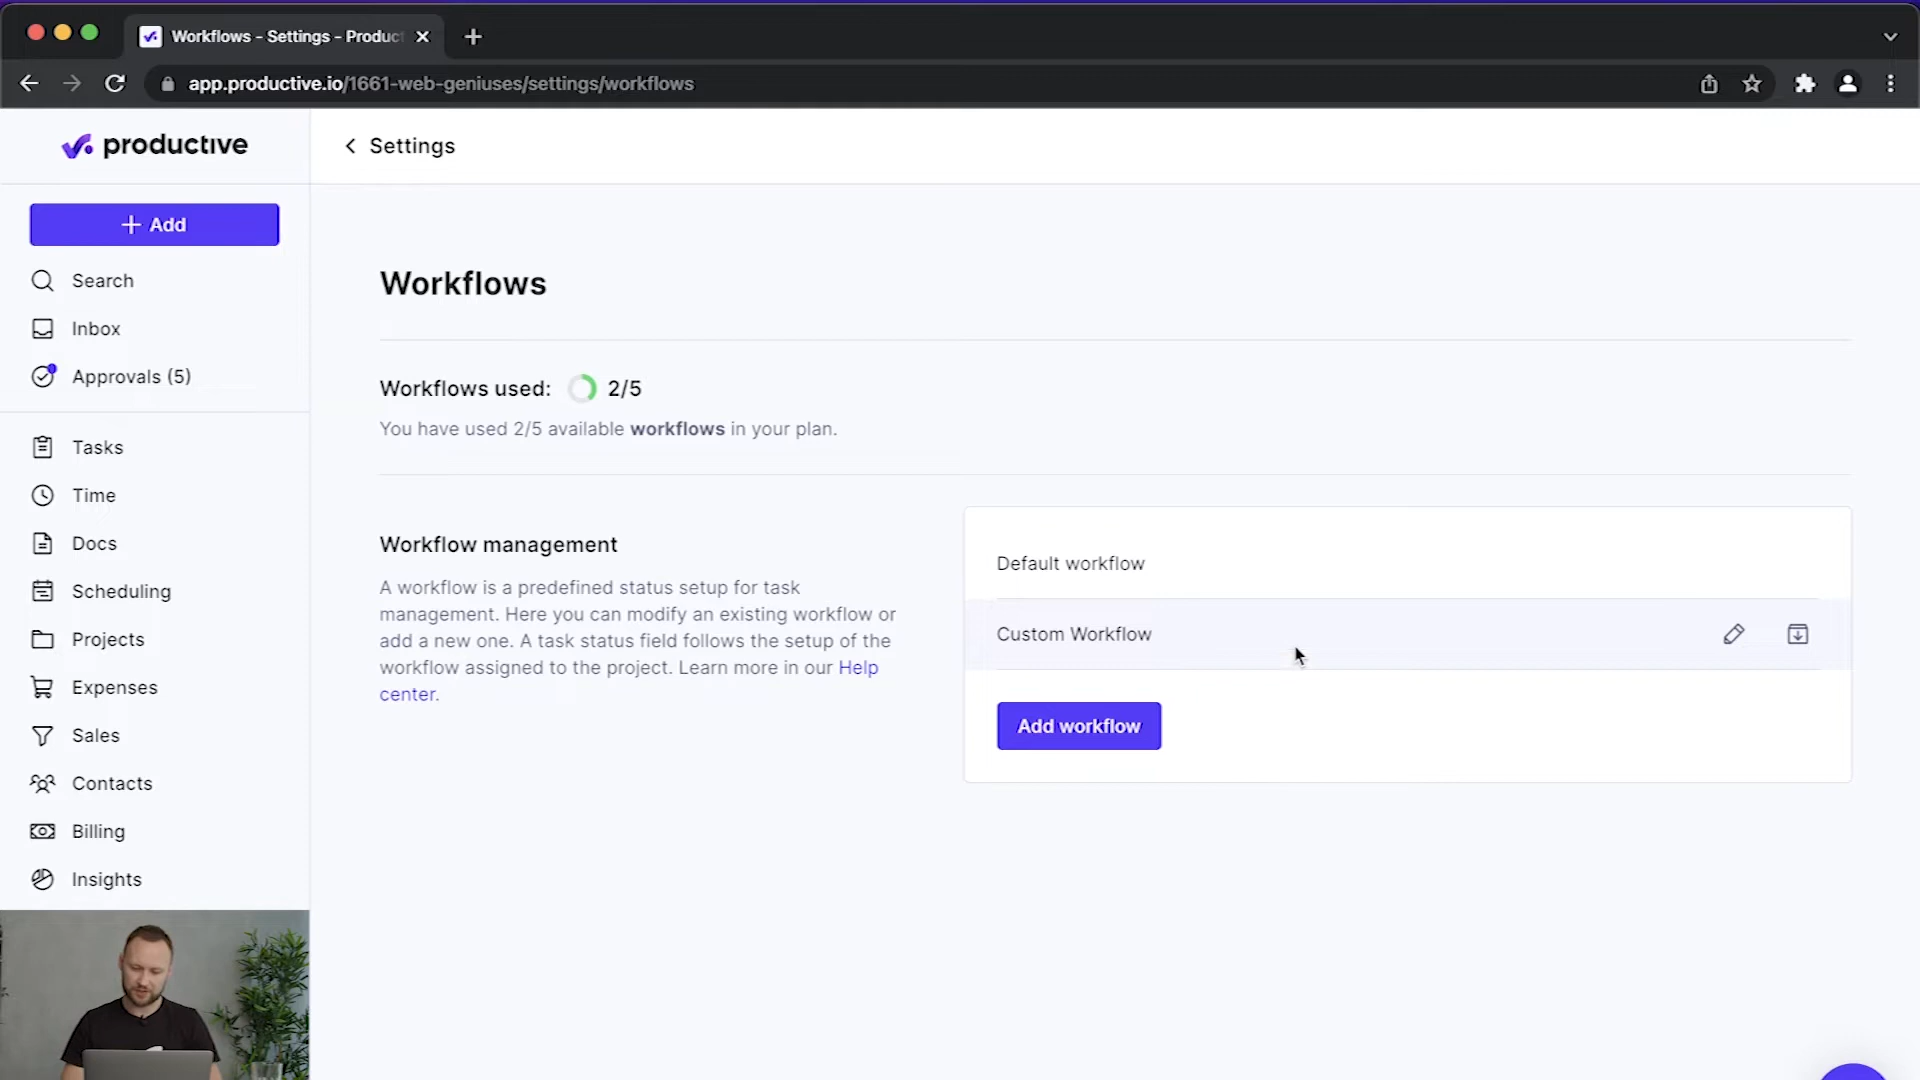 Workflows - Settings - Product
app.productive.io/1661-web-geniuses/settings/workflows
productive
Settings
Add
Search
Inbox
Approvals (5)
Tasks
Time
Docs
Scheduling
Projects
Expenses
Sales
Contacts
Billing
Insights
Workflows
Workflows used: 2/5
You have used 2/5 available workflows in your plan.
Workflow management
A workflow is a predefined status setup for task
management. Here you can modify an existing workflow or
add a new one. A task status field follows the setup of the
workflow assigned to the project. Learn more in our Help
center.
Default workflow
Custom Workflow
Add workflow